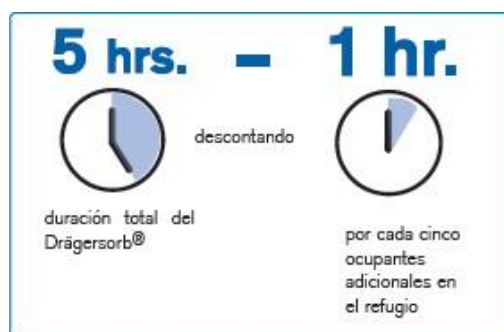 5 hrs. – 1 hr.
descontando
duración total del
Drägersorb®
por cada cinco
ocupantes
adicionales en
el refugio